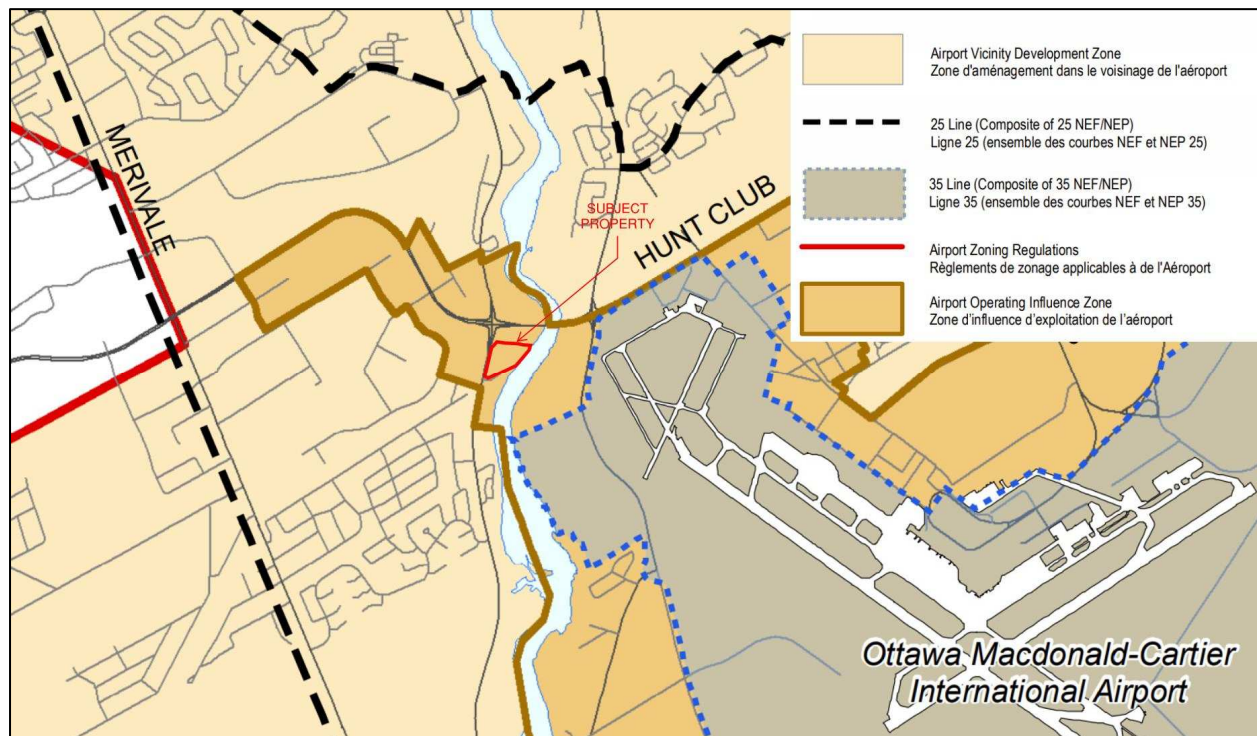 Airport Vicinity Development Zone
Zone d'aménagement dans le voisinage de l'aéroport
25 Line (Composite of 25 NEF/NEP)
Ligne 25 (ensemble des courbes NEF et NEP 25)
35 Line (Composite of 35 NEF/NEP)
Ligne 35 (ensemble des courbes NEF et NEP 35)
Airport Zoning Regulations
Règlements de zonage applicables à de l'Aéroport
Airport Operating Influence Zone
Zone d'influence d'exploitation de l'aéroport
MERIVALE
SUBJECT
PROPERTY
HUNT CLUB
Ottawa Macdonald-Cartier
International Airport